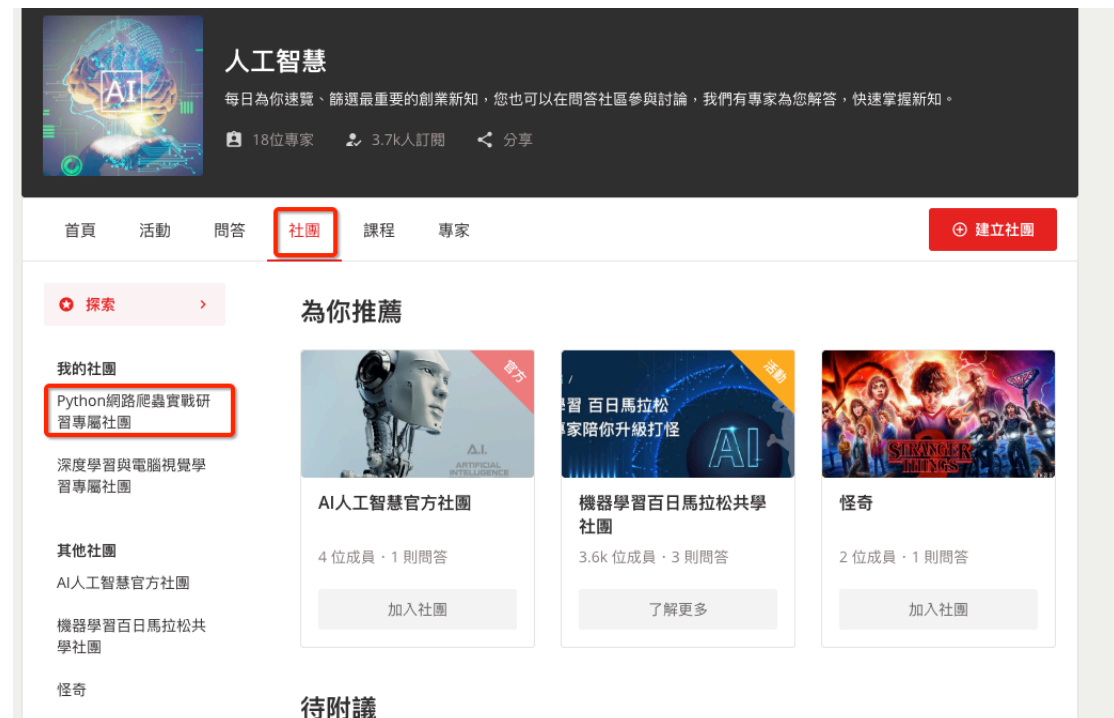 AI
人工智慧
每日為你速覽、篩選最重要的創業新知，您也可以在問答社區參與討論，我們有專家為您解答，快速掌握新知。
18位專家 3.7k人訂閱 分享
首頁 活動 問答 社團 課程 專家 建立社團
探索
我的社團
Python網路爬蟲實戰研
習專屬社團
深度學習與電腦視覺學
習專屬社團
其他社團
AI人工智慧官方社團
機器學習百日馬拉松共
學社團
怪奇
為你推薦
官方
A.I.
ARTIFICIAL
INTELLIGENCE
AI人工智慧官方社團
4 位成員・1 則問答
加入社團
活動
習 百日馬拉松
家陪你升級打怪
AI
機器學習百日馬拉松共學
社團
3.6k 位成員・3 則問答
了解更多
STRANGER
THINGS
2
怪奇
2 位成員・1 則問答
加入社團
待附議